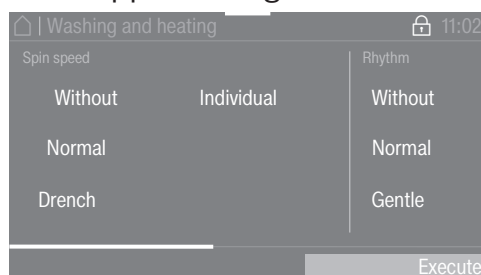 | Washing and heating 11:02
Spin speed
Rhythm
Without Individual Without
Normal Normal
Drench Gentle
Execute